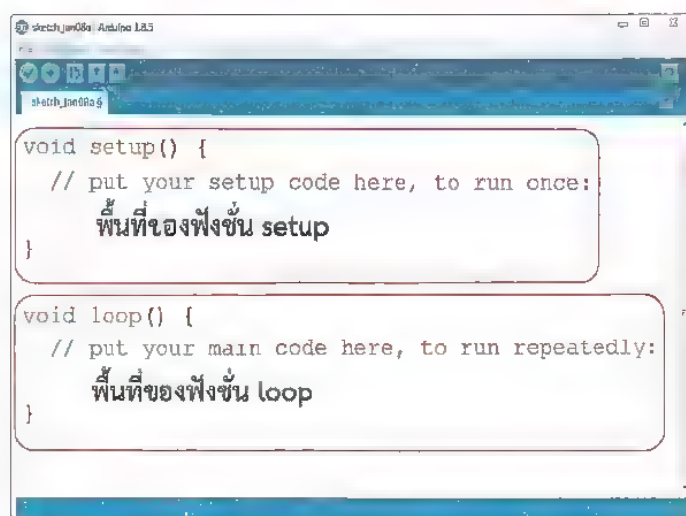 sketch_jan08a Arduino 1.8.5
sketch_jan08a §
void setup() {
// put your setup code here, to run once:
พื้นที่ของฟังชั่น setup
}
void loop() {
// put your main code here, to run repeatedly:
พื้นที่ของฟังชั่น loop
}